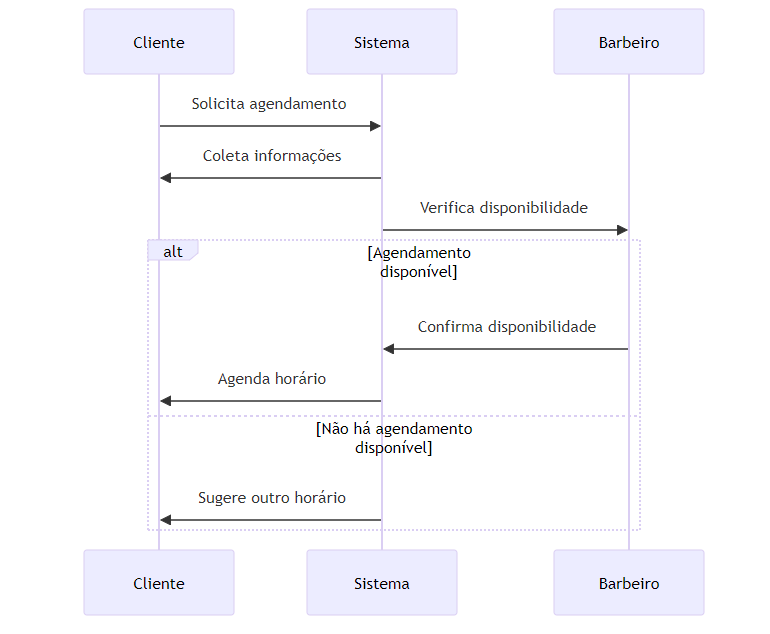 Cliente
Sistema
Barbeiro
Solicita agendamento
Coleta informações
Verifica disponibilidade
alt
[Agendamento
disponível]
Confirma disponibilidade
Agenda horário
[Não há agendamento
disponível]
Sugere outro horário
Cliente
Sistema
Barbeiro